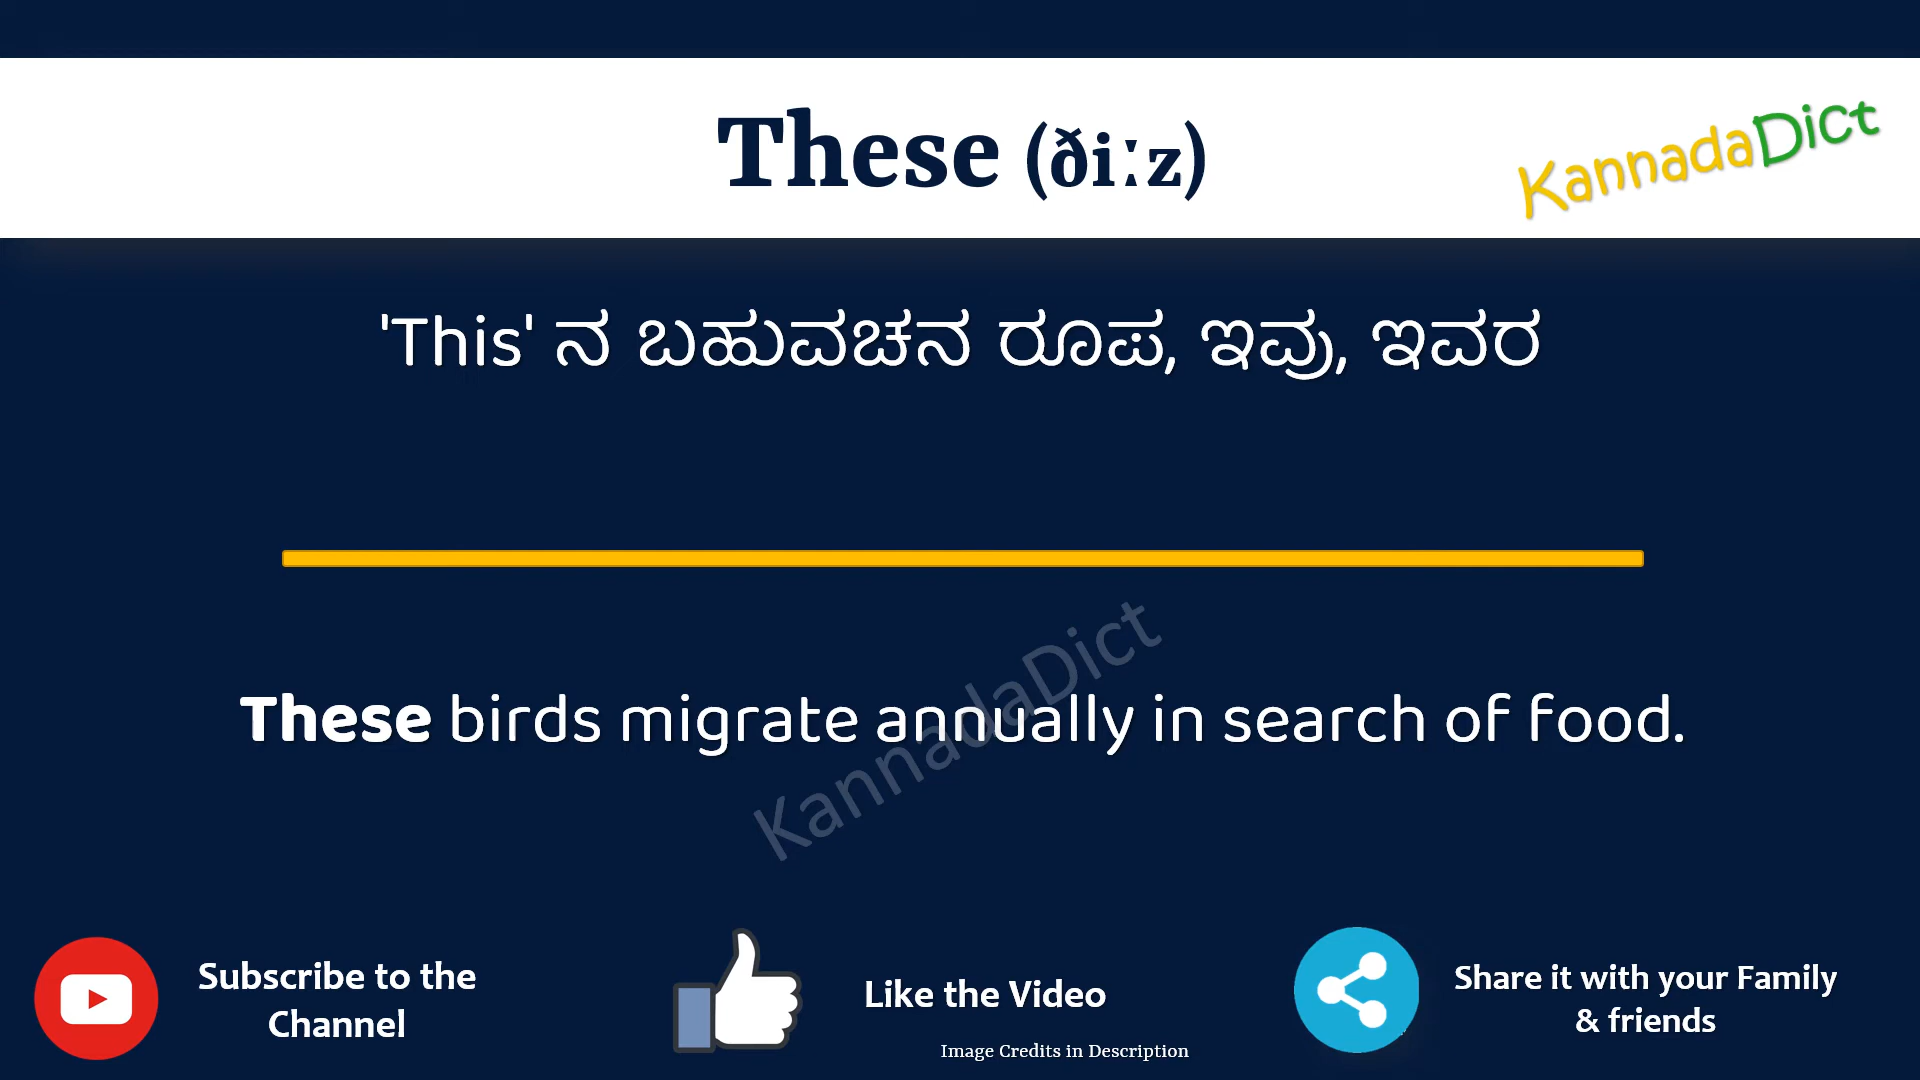 These (ðiːz)
KannadaDict
'This' ನ ಬಹುವಚನ ರೂಪ, ಇವು, ಇವರ
These birds migrate annually in search of food.
KannadaDict
Subscribe to the
Channel
Like the Video
Share it with your Family
& friends
Image Credits in Description